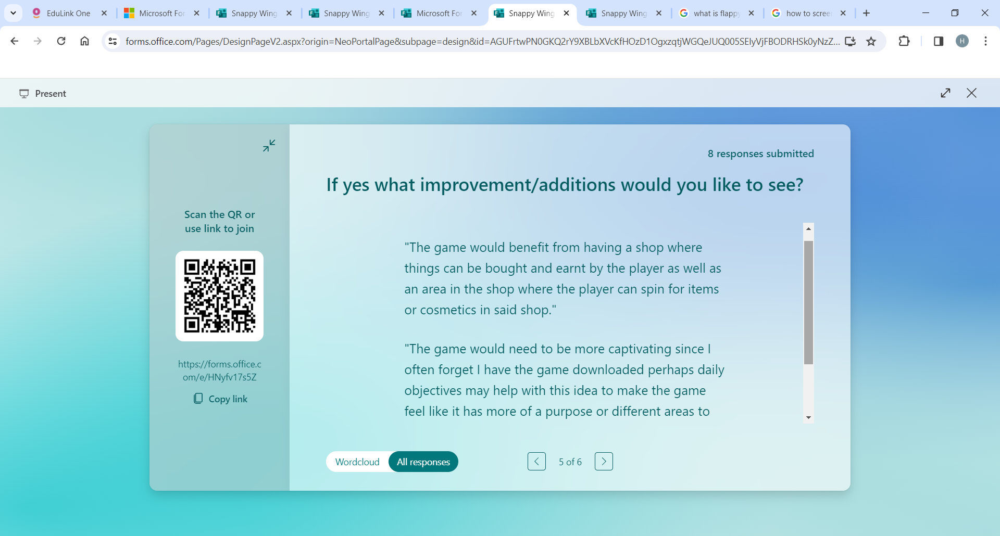 EduLink One
Microsoft For
Snappy Wing
Snappy Wing
Microsoft For
Snappy Wing
Snappy Wing
what is flappy
how to scree
forms.office.com/Pages/DesignPageV2.aspx?origin=NeoPortalPage&subpage=design&id=AGUFrtwPN0GKQ2rY9XBLbXVcKfHOzD1OgxzqtjWGQeJUQ005SEIyVjFBODRHSk0yNzZ...
H
Present
8 responses submitted
If yes what improvement/additions would you like to see?
Scan the QR or
use link to join
https://forms.office.c
om/e/HNyfv17s5Z
Copy link
"The game would benefit from having a shop where
things can be bought and earnt by the player as well as
an area in the shop where the player can spin for items
or cosmetics in said shop."
"The game would need to be more captivating since I
often forget I have the game downloaded perhaps daily
objectives may help with this idea to make the game
feel like it has more of a purpose or different areas to
Wordcloud
All responses
5 of 6